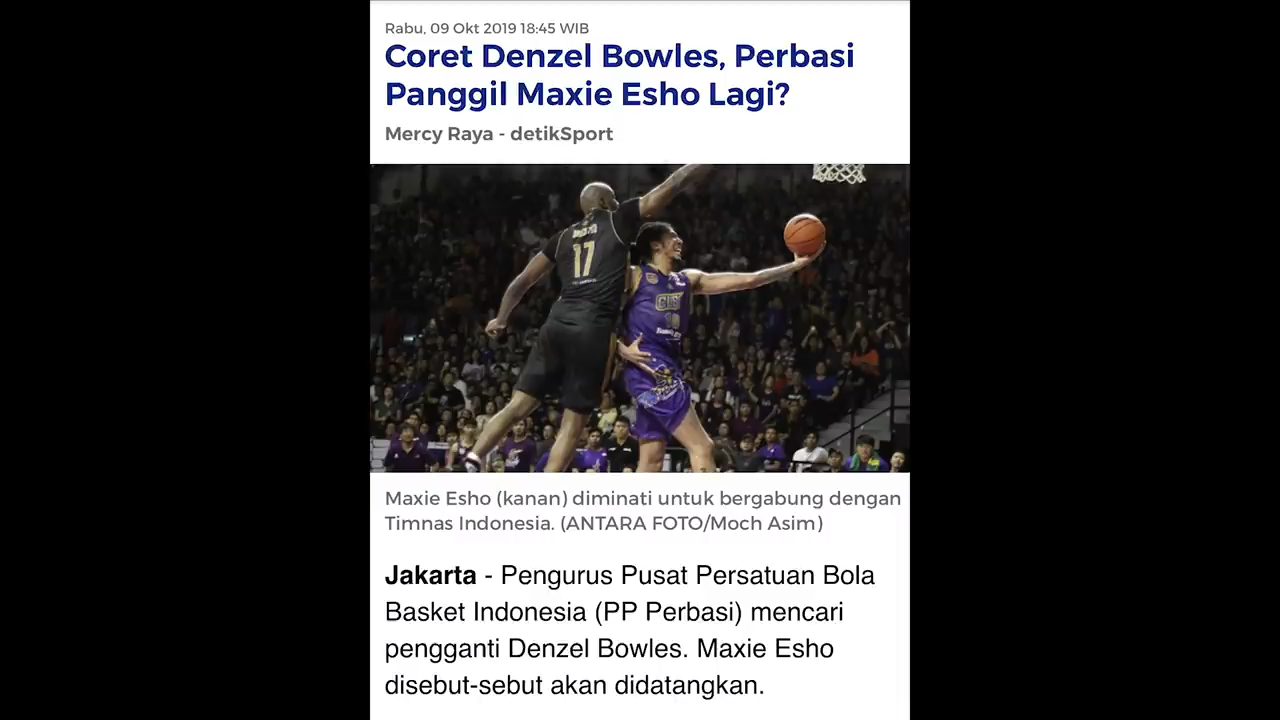 Rabu, 09 Okt 2019 18:45 WIB
Coret Denzel Bowles, Perbasi
Panggil Maxie Esho Lagi?
Mercy Raya - detikSport
17
Maxie Esho (kanan) diminati untuk bergabung dengan
Timnas Indonesia. (ANTARA FOTO/Moch Asim)
Jakarta - Pengurus Pusat Persatuan Bola
Basket Indonesia (PP Perbasi) mencari
pengganti Denzel Bowles. Maxie Esho
disebut-sebut akan didatangkan.